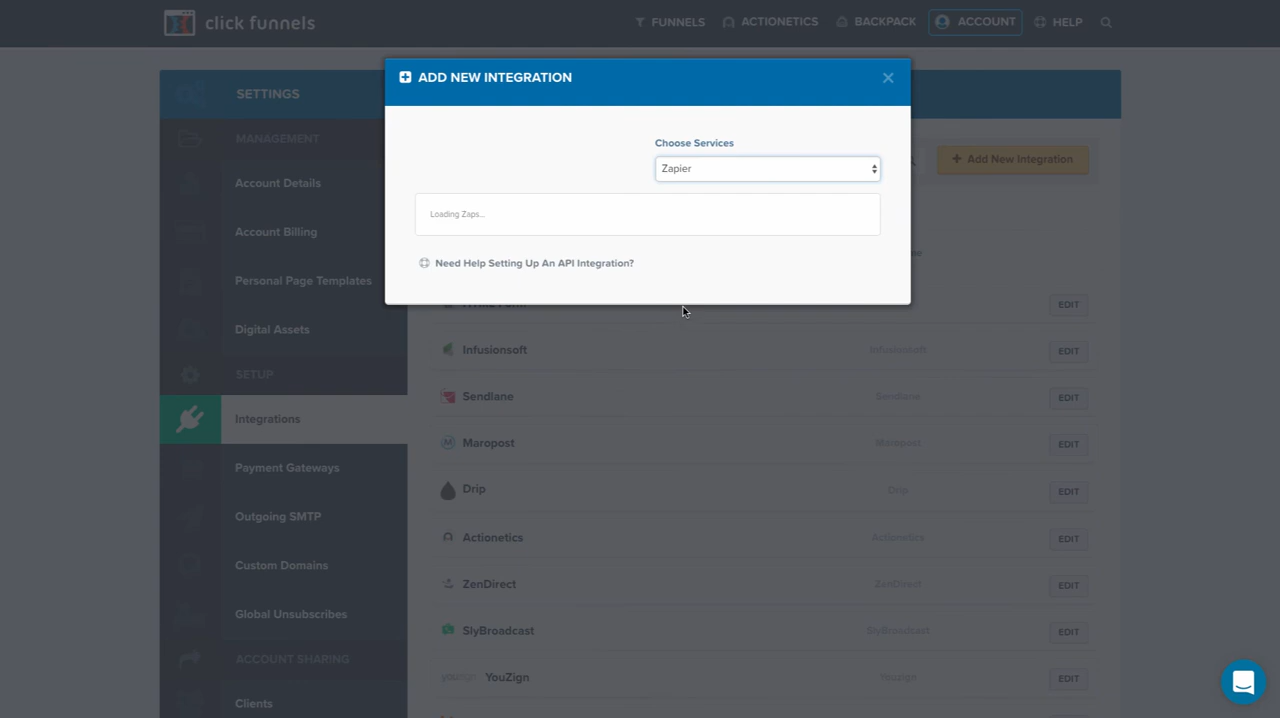 click funnels
FUNNELS
ACTIONETICS
BACKPACK
ACCOUNT
HELP
ADD NEW INTEGRATION
Choose Services
Zapier
Loading Zaps...
Need Help Setting Up An API Integration?
SETTINGS
MANAGEMENT
Account Details
Account Billing
Personal Page Templates
Digital Assets
SETUP
Integrations
Payment Gateways
Outgoing SMTP
Custom Domains
Global Unsubscribes
ACCOUNT SHARING
Clients
+ Add New Integration
EDIT
Infusionsoft Infusionsoft EDIT
Sendlane Sendlane EDIT
Maropost Maropost EDIT
Drip Drip EDIT
Actionetics Actionetics EDIT
ZenDirect ZenDirect EDIT
SlyBroadcast SlyBroadcast EDIT
youzign YouZign Youzign EDIT